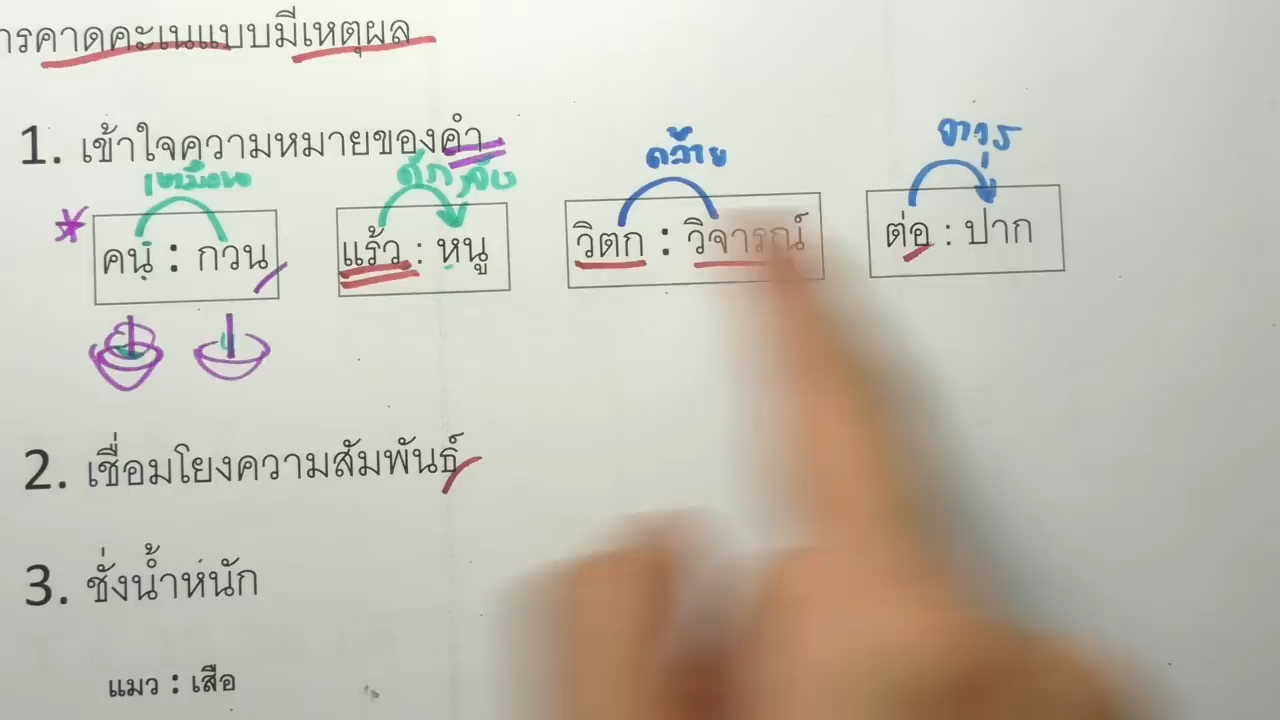 ารคาดคะเนแบบมีเหตุผล
1. เข้าใจความหมายของคำ
เหมือน ดักจับ คล้าย อาวุธ
คน : กวน แร้ว : หนู วิตก : วิจารณ์ ต่อ : ปาก
2. เชื่อมโยงความสัมพันธ์
3. ชั่งน้ำหนัก
แมว : เสือ